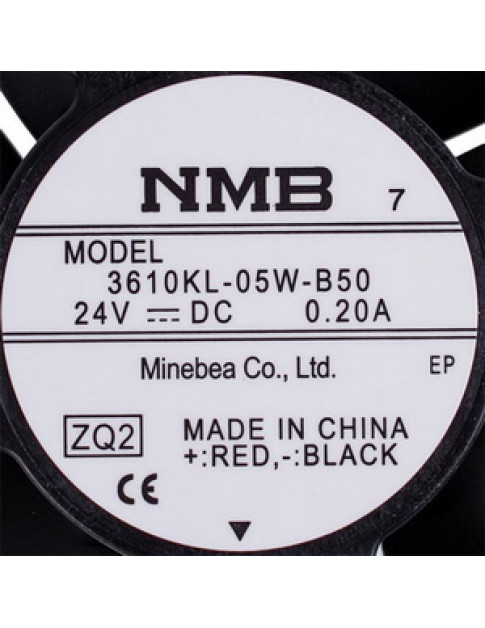 NMB 7
MODEL
3610KL-05W-B50
24V ⎓ DC 0.20A
Minebea Co., Ltd. EP
ZQ2 MADE IN CHINA
+:RED,-:BLACK
CE